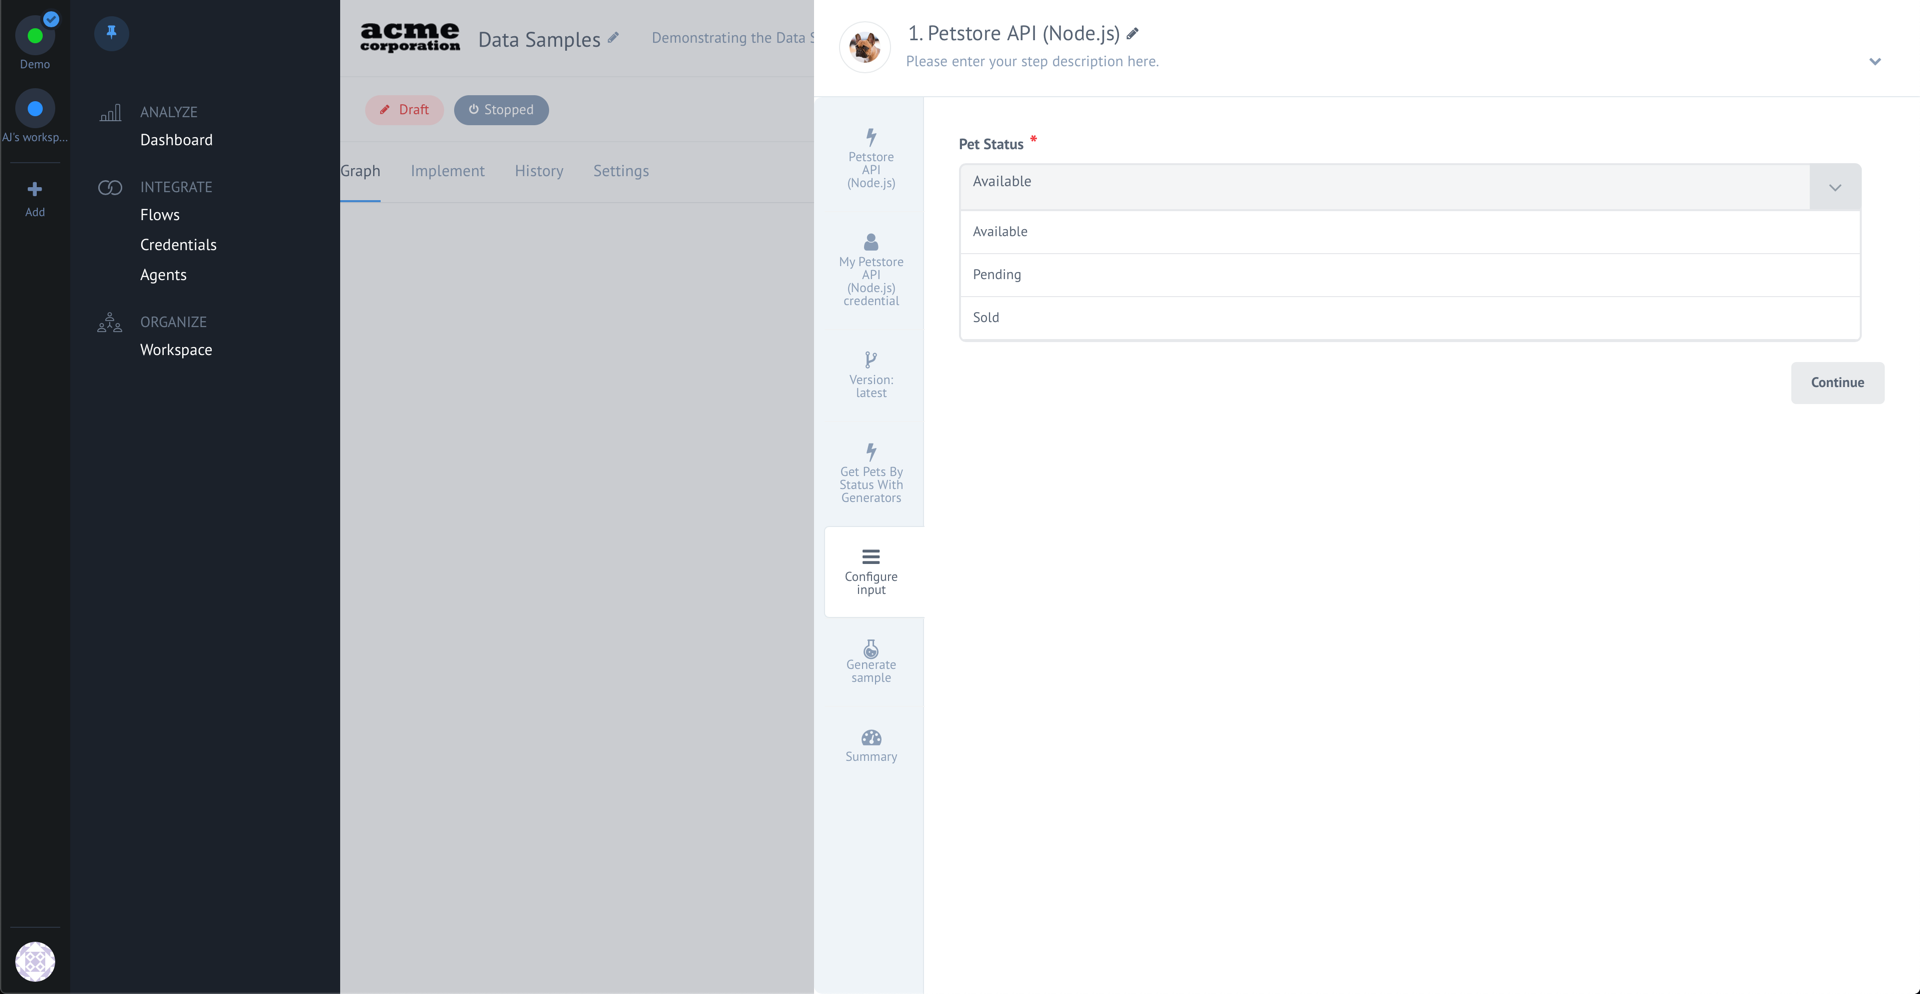 Demo
AJ's worksp...
Add
ANALYZE
Dashboard
INTEGRATE
Flows
Credentials
Agents
ORGANIZE
Workspace
acme
corporation
Data Samples
Demonstrating the Data S
Draft
Stopped
Graph
Implement
History
Settings
1. Petstore API (Node.js)
Please enter your step description here.
Petstore
API
(Node.js)
My Petstore
API
(Node.js)
credential
Version:
latest
Get Pets By
Status With
Generators
Configure
input
Generate
sample
Summary
Pet Status *
Available
Available
Pending
Sold
Continue